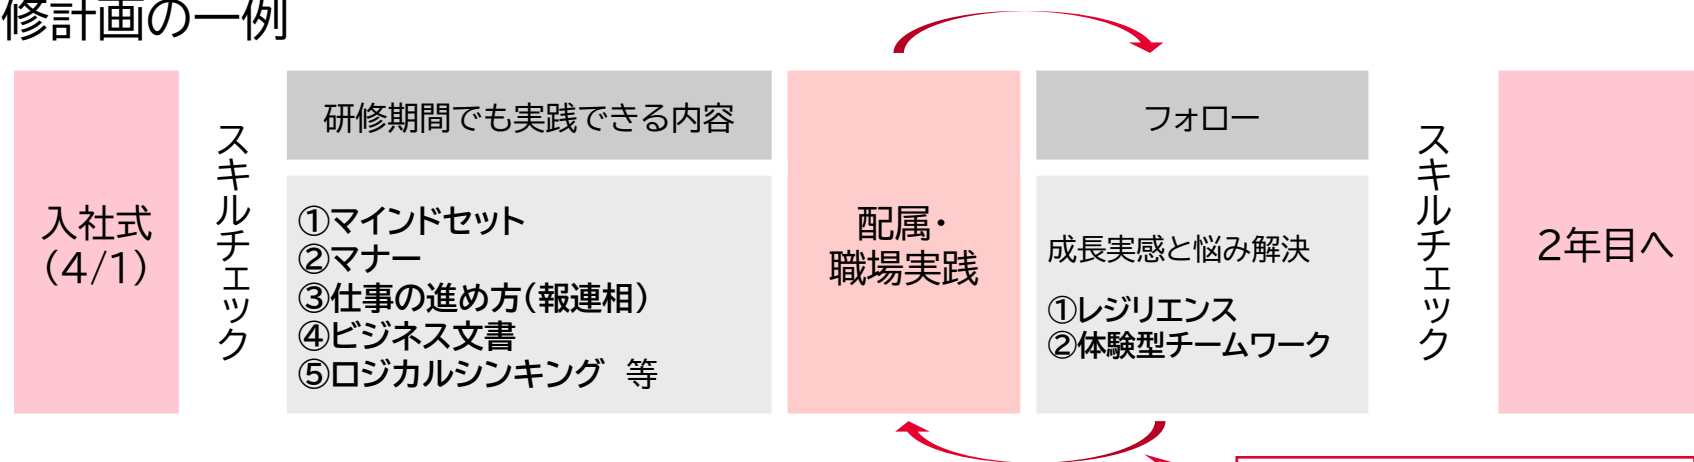 修計画の一例
入社式
(4/1)
スキルチェック
研修期間でも実践できる内容
①マインドセット
②マナー
③仕事の進め方(報連相)
④ビジネス文書
⑤ロジカルシンキング　等
配属・
職場実践
フォロー
成長実感と悩み解決
①レジリエンス
②体験型チームワーク
スキルチェック
2年目へ